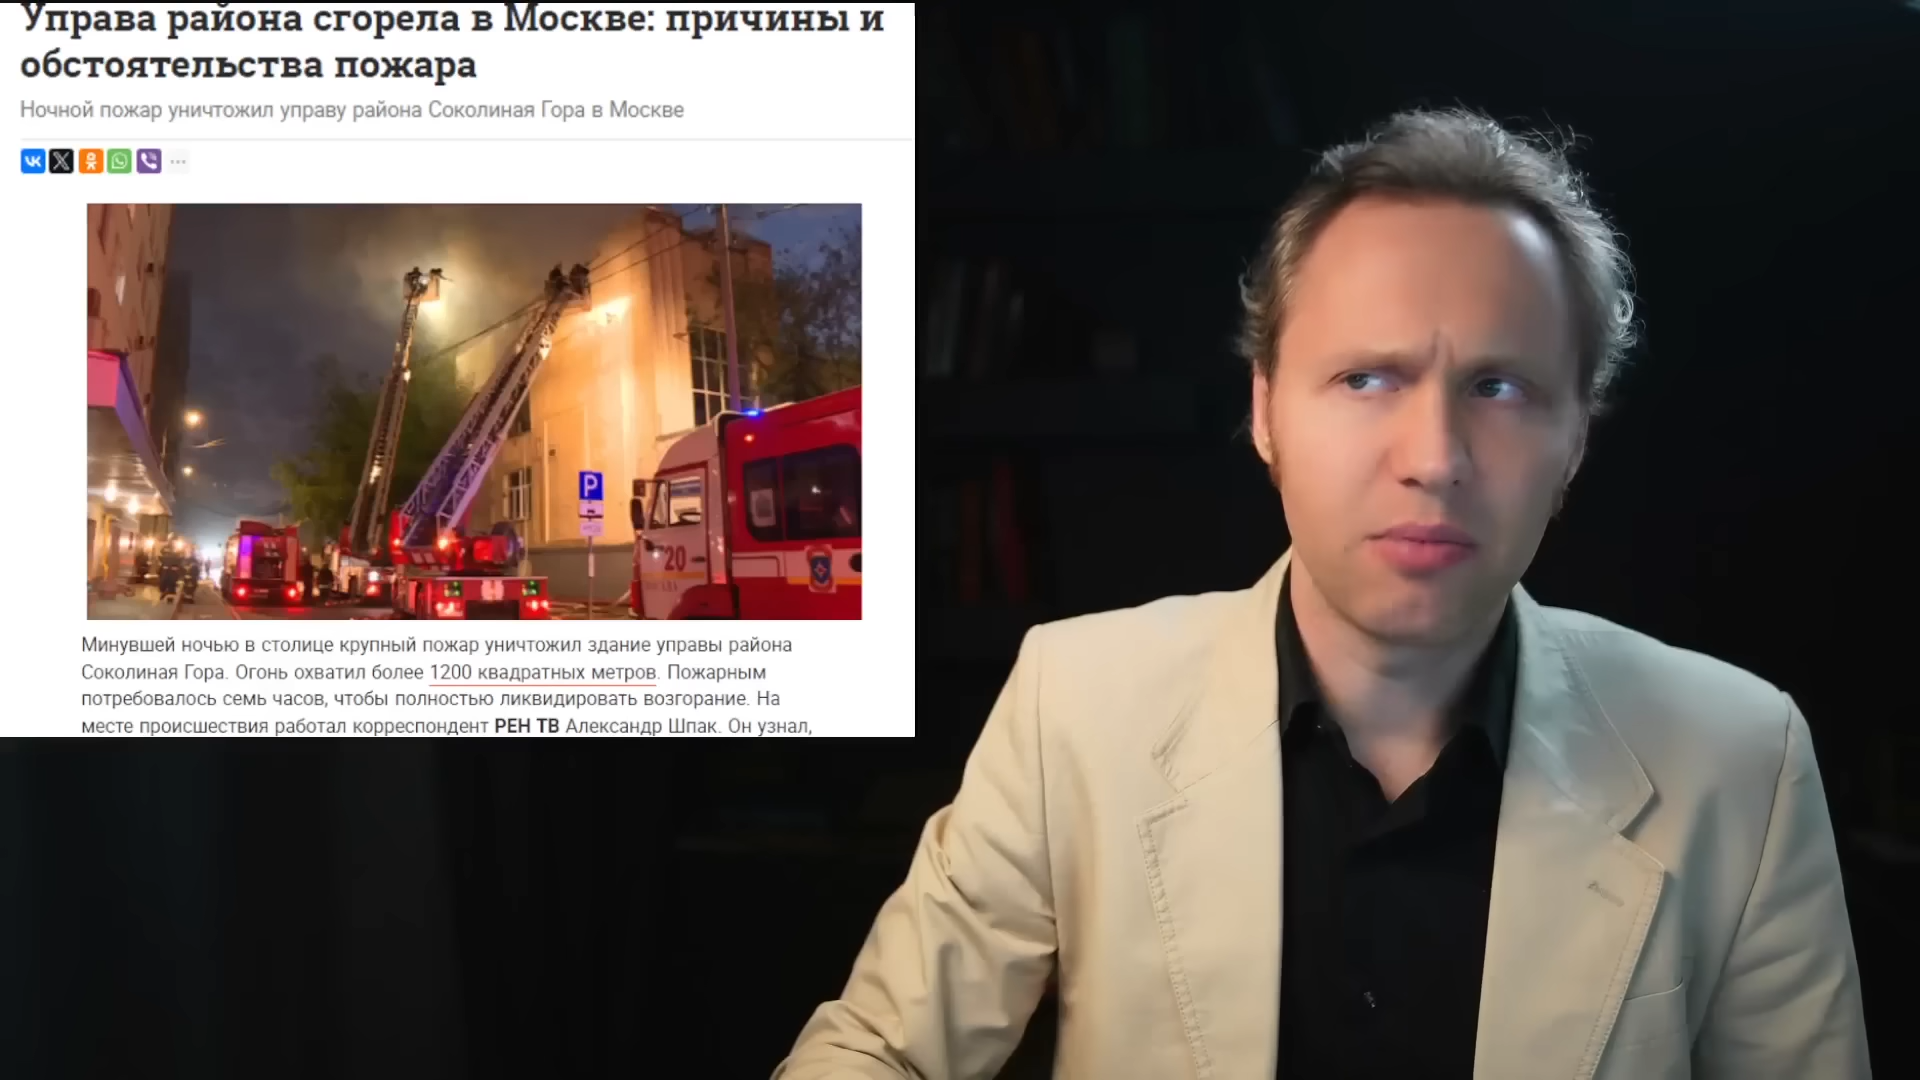 Управа района сгорела в Москве: причины и
обстоятельства пожара
Ночной пожар уничтожил управу района Соколиная Гора в Москве
P
20
Минувшей ночью в столице крупный пожар уничтожил здание управы района
Соколиная Гора. Огонь охватил более 1200 квадратных метров. Пожарным
потребовалось семь часов, чтобы полностью ликвидировать возгорание. На
месте происшествия работал корреспондент РЕН ТВ Александр Шпак. Он узнал,